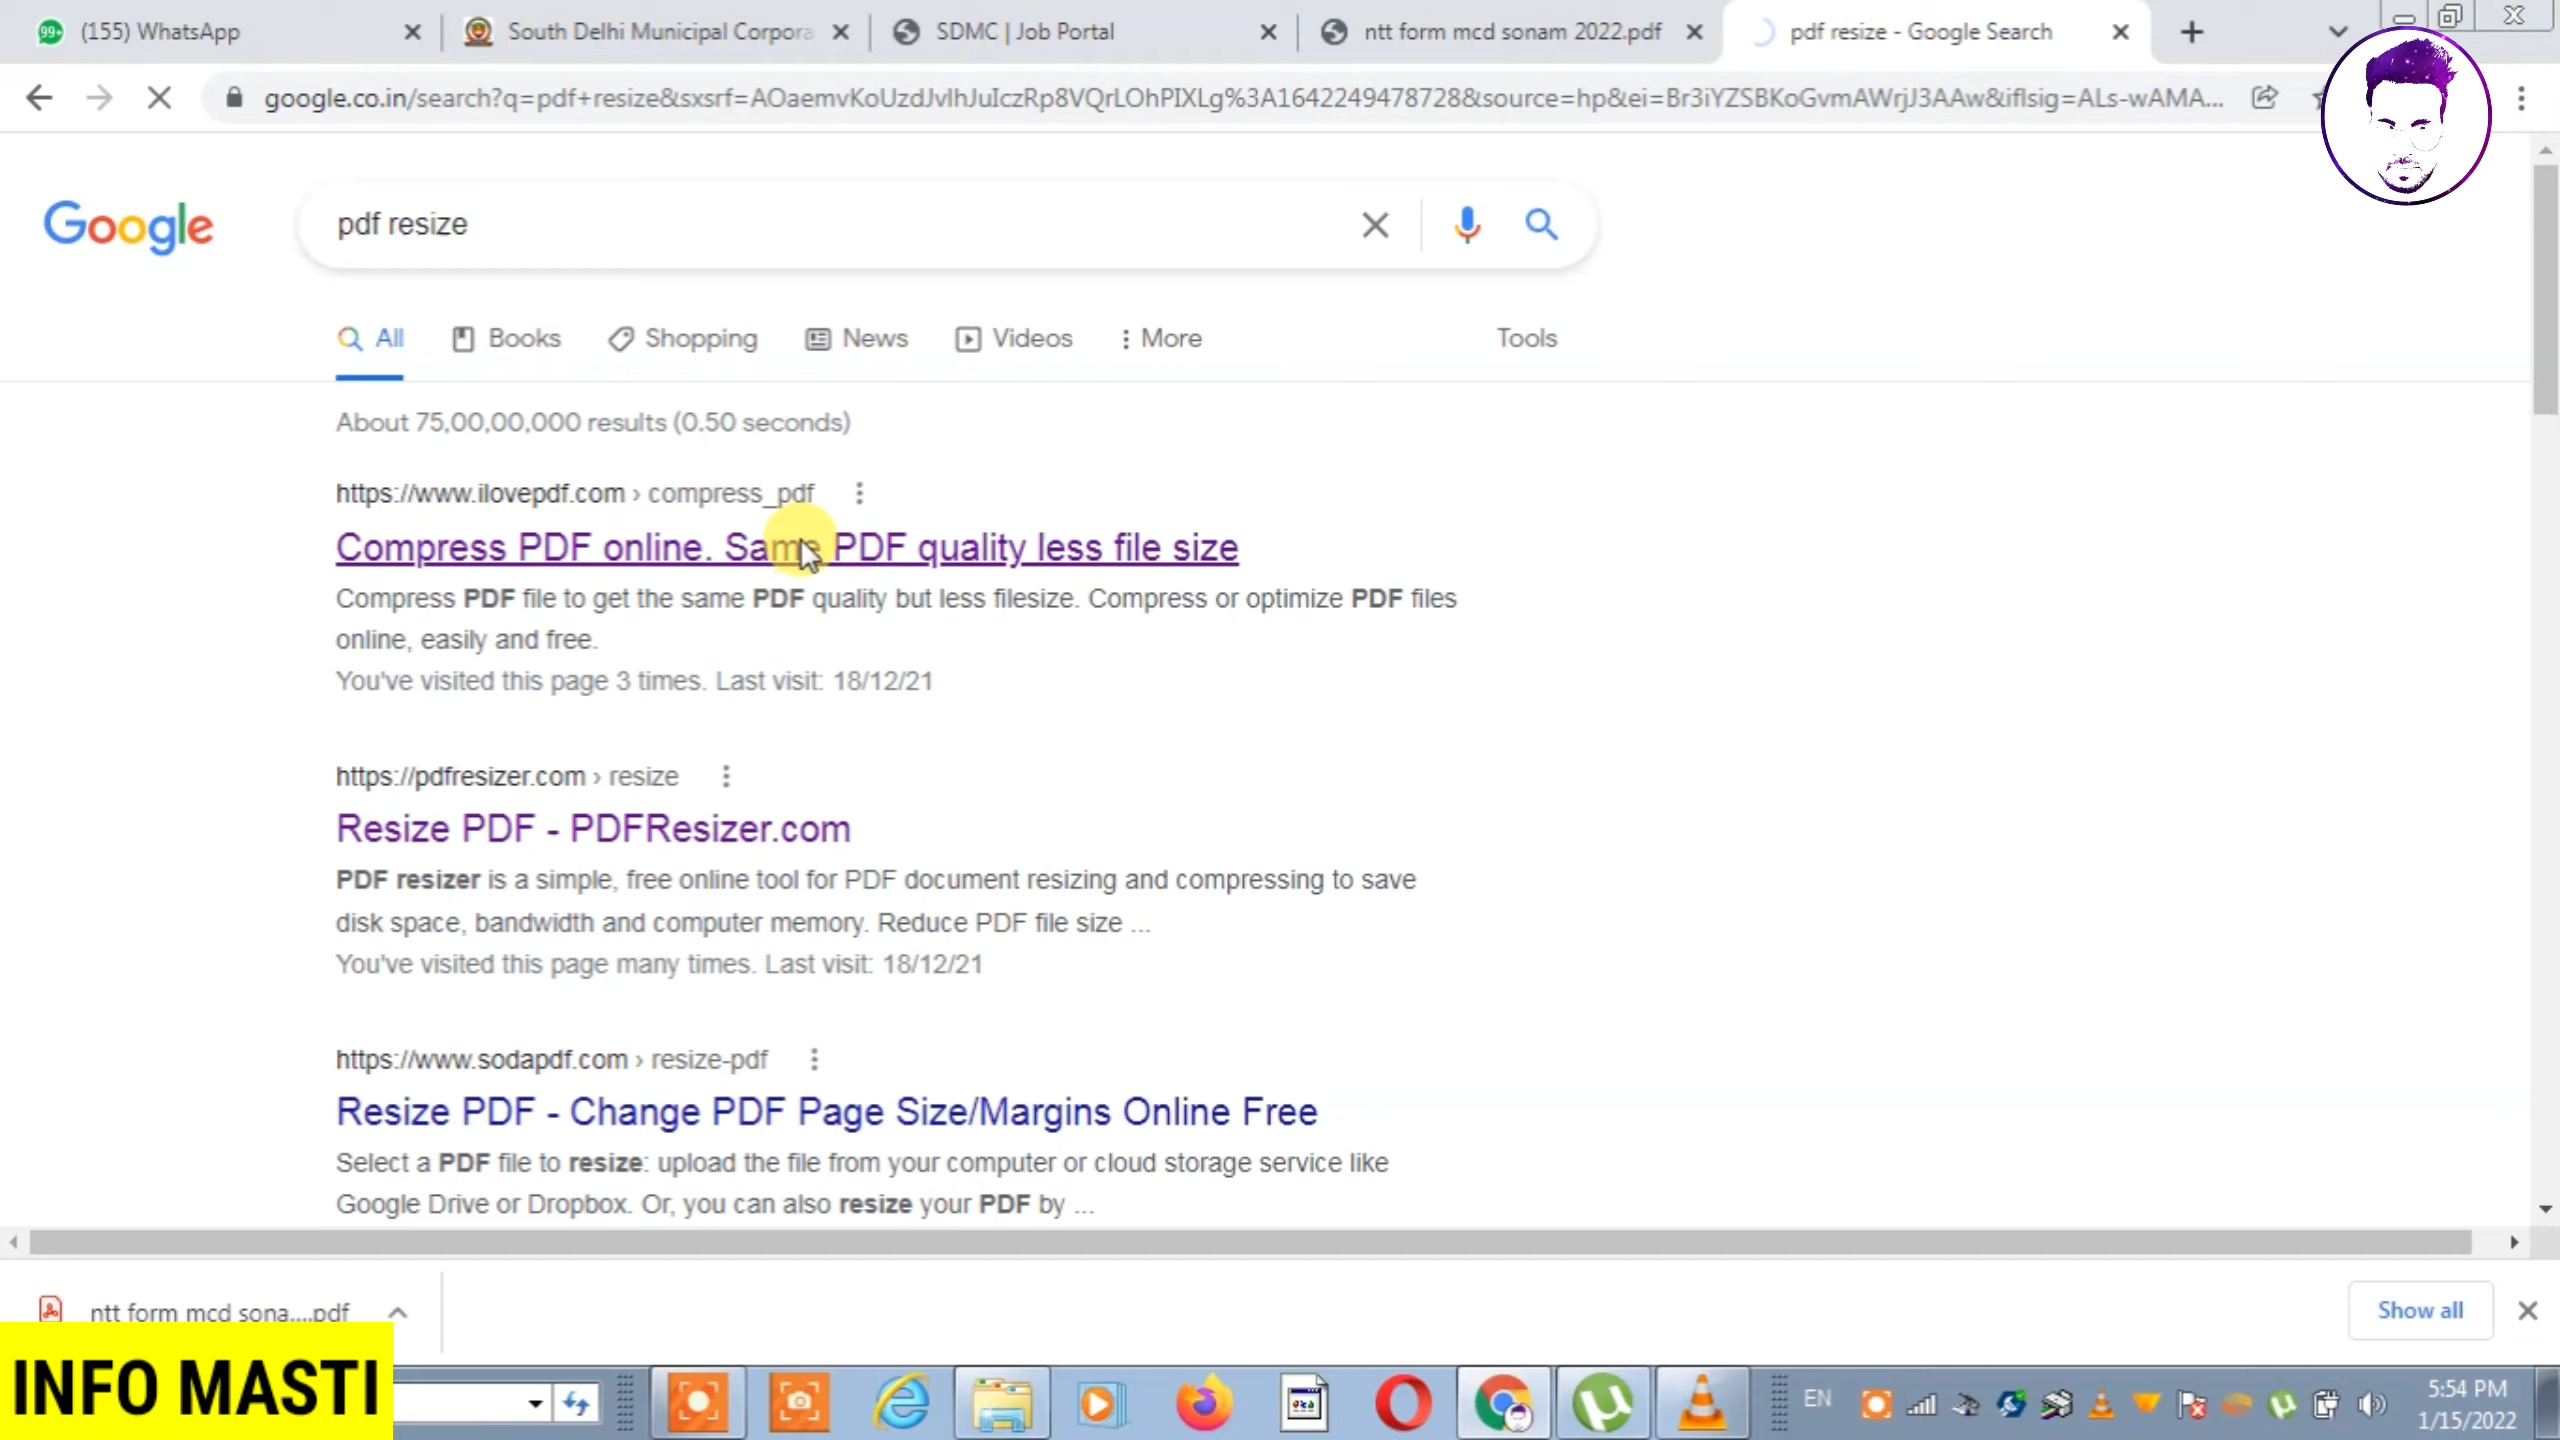 (155) WhatsApp
South Delhi Municipal Corpora
SDMC | Job Portal
ntt form mcd sonam 2022.pdf
pdf resize - Google Search
google.co.in/search?q=pdf+resize&sxsrf=AOaemvKoUzdJvlhJuIczRp8VQrLOhPIXLg%3A1642249478728&source=hp&ei=Br3iYZSBKoGvmAWrjJ3AAw&iflsig=ALs-wAMA...
Google
pdf resize
All
Books
Shopping
News
Videos
More
Tools
About 75,00,00,000 results (0.50 seconds)
https://www.ilovepdf.com › compress_pdf
Compress PDF online. Same PDF quality less file size
Compress PDF file to get the same PDF quality but less filesize. Compress or optimize PDF files
online, easily and free.
You've visited this page 3 times. Last visit: 18/12/21
https://pdfresizer.com › resize
Resize PDF - PDFResizer.com
PDF resizer is a simple, free online tool for PDF document resizing and compressing to save
disk space, bandwidth and computer memory. Reduce PDF file size ...
You've visited this page many times. Last visit: 18/12/21
https://www.sodapdf.com › resize-pdf
Resize PDF - Change PDF Page Size/Margins Online Free
Select a PDF file to resize: upload the file from your computer or cloud storage service like
Google Drive or Dropbox. Or, you can also resize your PDF by ...
ntt form mcd sona....pdf
Show all
INFO MASTI
EN
5:54 PM
1/15/2022